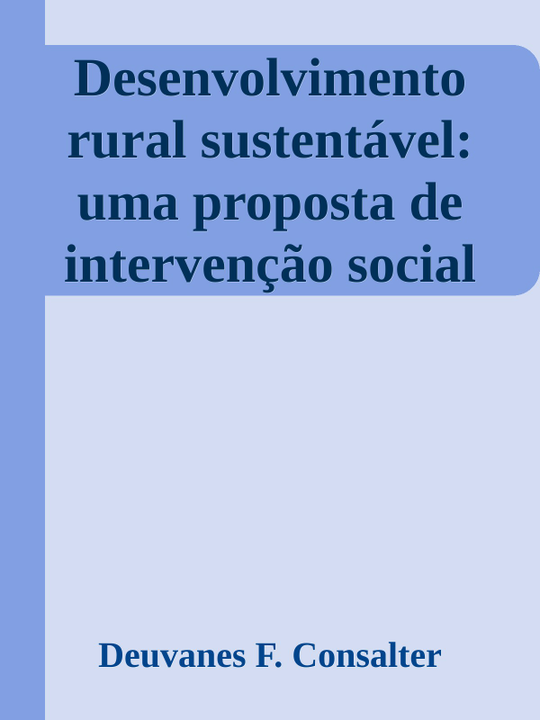 Desenvolvimento
rural sustentável:
uma proposta de
intervenção social
Deuvanes F. Consalter